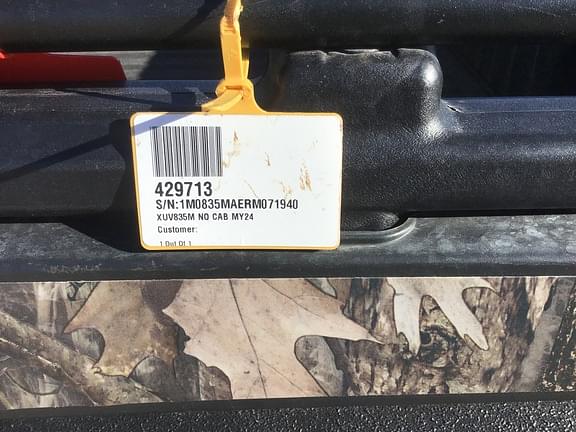 429713
S/N:1M0835MAERM071940
XUV835M NO CAB MY24
Customer:
1 Out Of 1